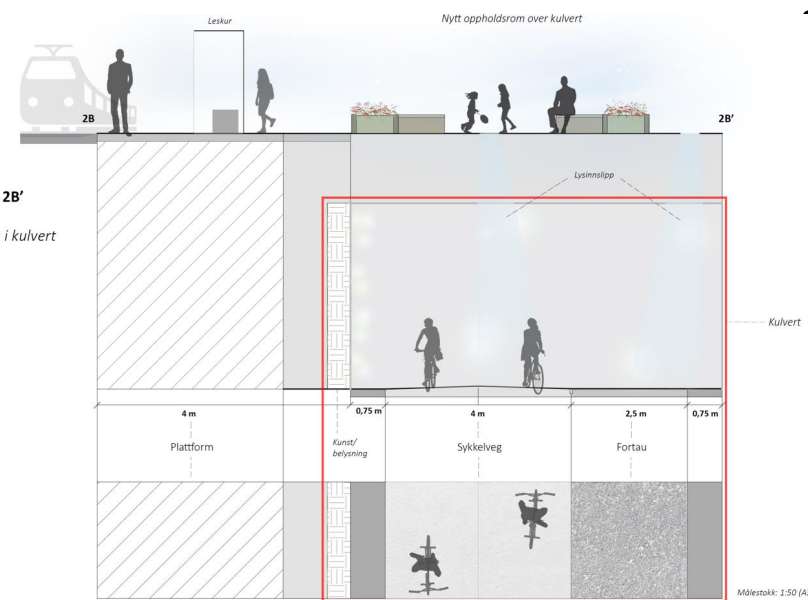 Leskur
Nytt oppholdsrom over kulvert
2B
2B'
2B'
i kulvert
Lysinnslipp
Kulvert
4 m
0,75 m
4 m
2,5 m
0,75 m
Plattform
Kunst/
belysning
Sykkelveg
Fortau
Målestokk: 1:50 (A3